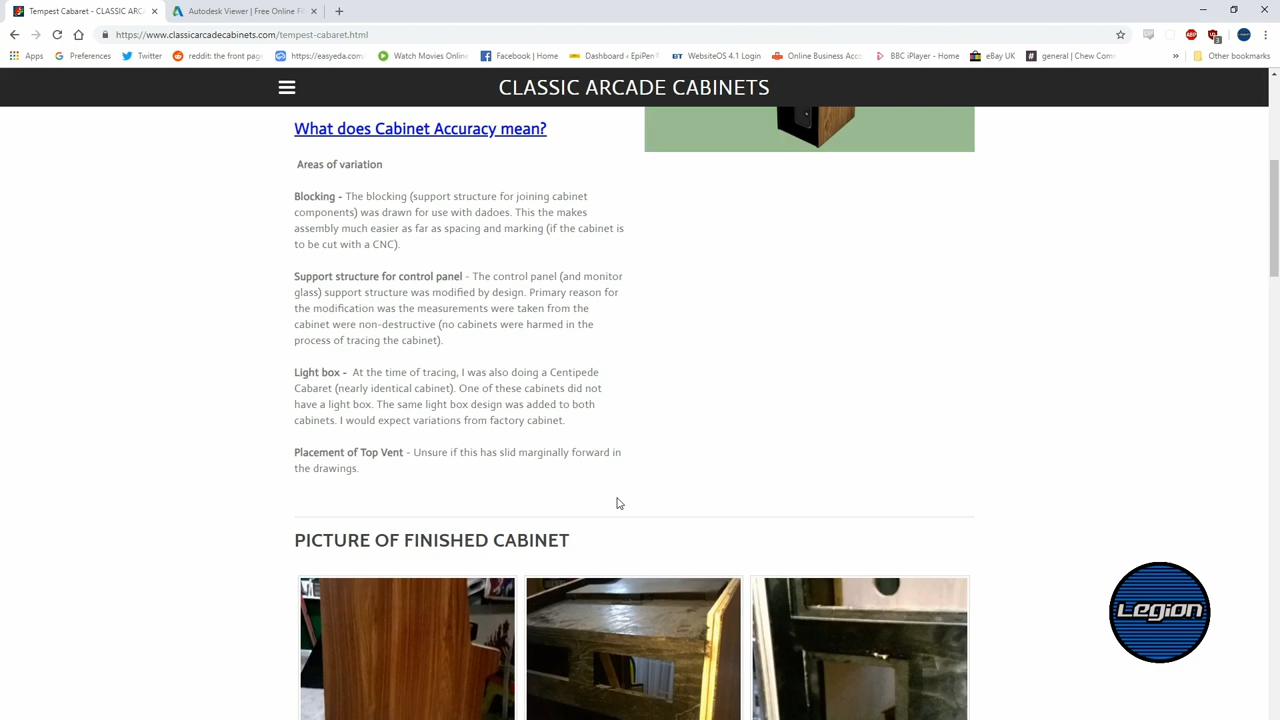 Tempest Cabaret - CLASSIC ARC
Autodesk Viewer | Free Online Fi
https://www.classicarcadecabinets.com/tempest-cabaret.html
Apps
Preferences
Twitter
reddit: the front page
https://easyeda.com
Watch Movies Online
Facebook | Home
Dashboard ‹ EpiPen
WebsiteOS 4.1 Login
Online Business Acc
BBC iPlayer - Home
eBay UK
general | Chew Com
»
Other bookmarks
CLASSIC ARCADE CABINETS
What does Cabinet Accuracy mean?
Areas of variation
Blocking - The blocking (support structure for joining cabinet
components) was drawn for use with dadoes. This the makes
assembly much easier as far as spacing and marking (if the cabinet is
to be cut with a CNC).
Support structure for control panel - The control panel (and monitor
glass) support structure was modified by design. Primary reason for
the modification was the measurements were taken from the
cabinet were non-destructive (no cabinets were harmed in the
process of tracing the cabinet).
Light box - At the time of tracing, I was also doing a Centipede
Cabaret (nearly identical cabinet). One of these cabinets did not
have a light box. The same light box design was added to both
cabinets. I would expect variations from factory cabinet.
Placement of Top Vent - Unsure if this has slid marginally forward in
the drawings.
PICTURE OF FINISHED CABINET
Legion